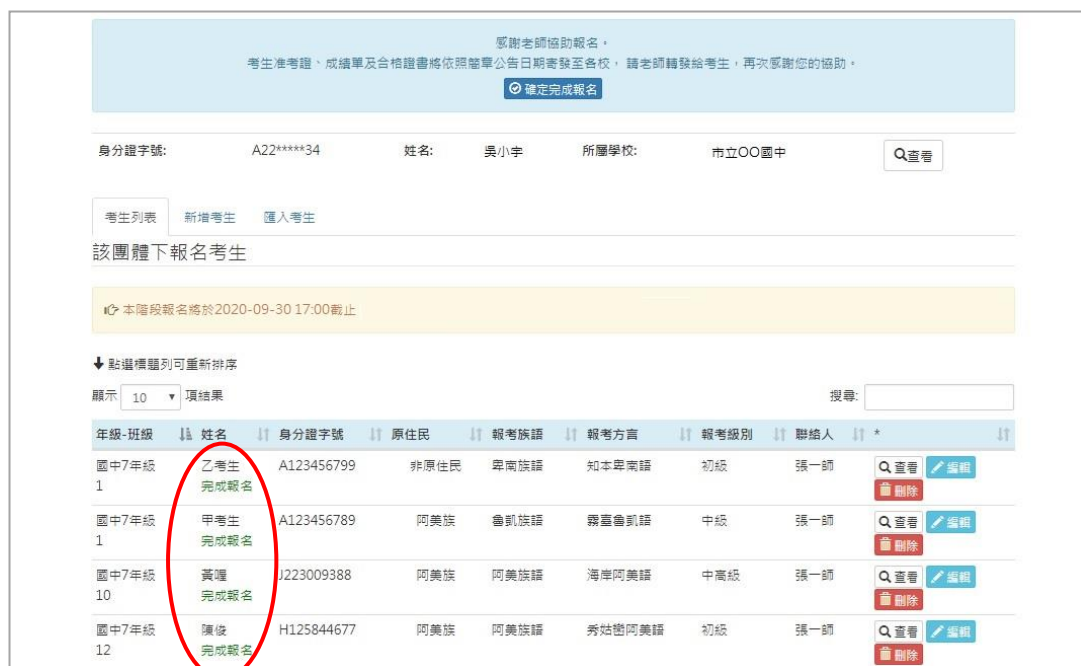 感謝老師協助報名。
考生准考證、成績單及合格證書將依照簡章公告日期寄發至各校， 請老師轉發給考生，再次感謝您的協助。
確定完成報名
身分證字號: A22*****34 姓名: 吳小宇 所屬學校: 市立OO國中 查看
考生列表 新增考生 匯入考生
該團體下報名考生
本階段報名將於2020-09-30 17:00截止
點選標題列可重新排序
顯示 10 項結果 搜尋:
年級-班級 姓名 身分證字號 原住民 報考族語 報考方言 報考級別 聯絡人 *
國中7年級 乙考生 A123456799 非原住民 卑南族語 知本卑南語 初級 張一師 查看 編輯
1 完成報名 刪除
國中7年級 甲考生 A123456789 阿美族 魯凱族語 霧臺魯凱語 中級 張一師 查看 編輯
1 完成報名 刪除
國中7年級 黃喔 J223009388 阿美族 阿美族語 海岸阿美語 中高級 張一師 查看 編輯
10 完成報名 刪除
國中7年級 陳俊 H125844677 阿美族 阿美族語 秀姑巒阿美語 初級 張一師 查看 編輯
12 完成報名 刪除